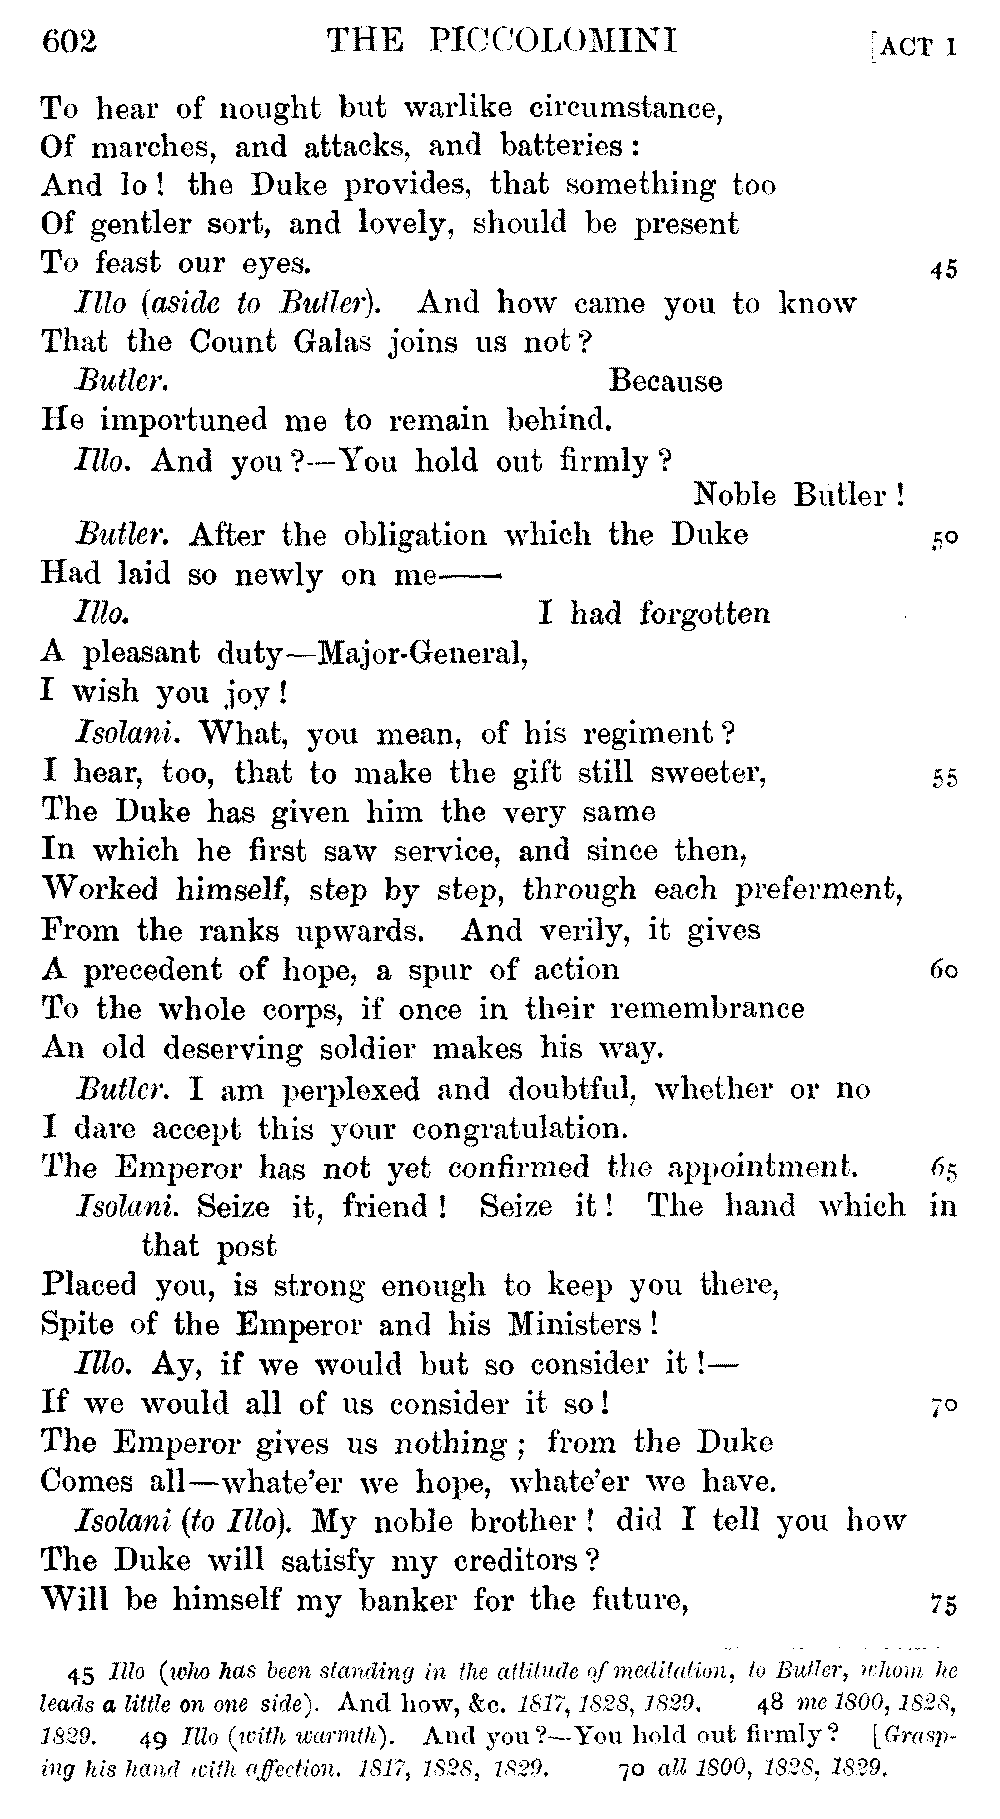 602 THE PICCOLOMINI [ACT I
To hear of nought but warlike circumstance,
Of marches, and attacks, and batteries :
And lo ! the Duke provides, that something too
Of gentler sort, and lovely, should be present
To feast our eyes. 45
Illo (aside to Butler). And how came you to know
That the Count Galas joins us not ?
Butler. Because
He importuned me to remain behind.
Illo. And you ?—You hold out firmly ?
Noble Butler !
Butler. After the obligation which the Duke 50
Had laid so newly on me——
Illo. I had forgotten
A pleasant duty—Major-General,
I wish you joy !
Isolani. What, you mean, of his regiment ?
I hear, too, that to make the gift still sweeter, 55
The Duke has given him the very same
In which he first saw service, and since then,
Worked himself, step by step, through each preferment,
From the ranks upwards. And verily, it gives
A precedent of hope, a spur of action 60
To the whole corps, if once in their remembrance
An old deserving soldier makes his way.
Butler. I am perplexed and doubtful, whether or no
I dare accept this your congratulation.
The Emperor has not yet confirmed the appointment. 65
Isolani. Seize it, friend ! Seize it ! The hand which in
that post
Placed you, is strong enough to keep you there,
Spite of the Emperor and his Ministers !
Illo. Ay, if we would but so consider it !—
If we would all of us consider it so ! 70
The Emperor gives us nothing ; from the Duke
Comes all—whate'er we hope, whate'er we have.
Isolani (to Illo). My noble brother ! did I tell you how
The Duke will satisfy my creditors ?
Will be himself my banker for the future, 75
45 Illo (who has been standing in the attitude of meditation, to Butler, whom he
leads a little on one side). And how, &c. 1817, 1828, 1829. 48 me 1800, 1828,
1829. 49 Illo (with warmth). And you ?—You hold out firmly ? [Grasp-
ing his hand with affection. 1817, 1828, 1829. 70 all 1800, 1828, 1829.